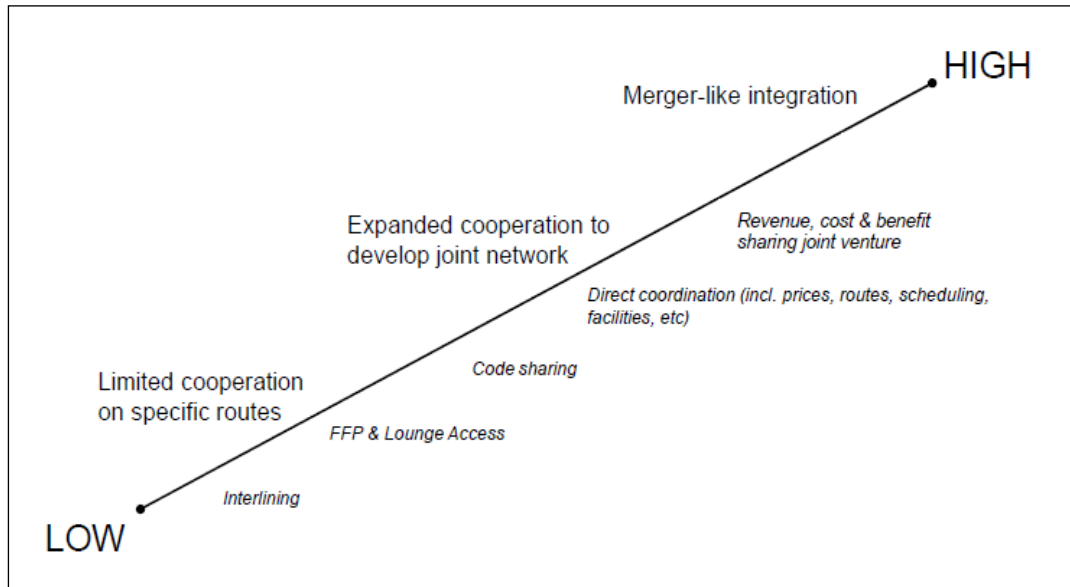 HIGH
Merger-like integration
Expanded cooperation to
develop joint network
Revenue, cost & benefit
sharing joint venture
Direct coordination (incl. prices, routes, scheduling,
facilities, etc)
Code sharing
Limited cooperation
on specific routes
FFP & Lounge Access
Interlining
LOW